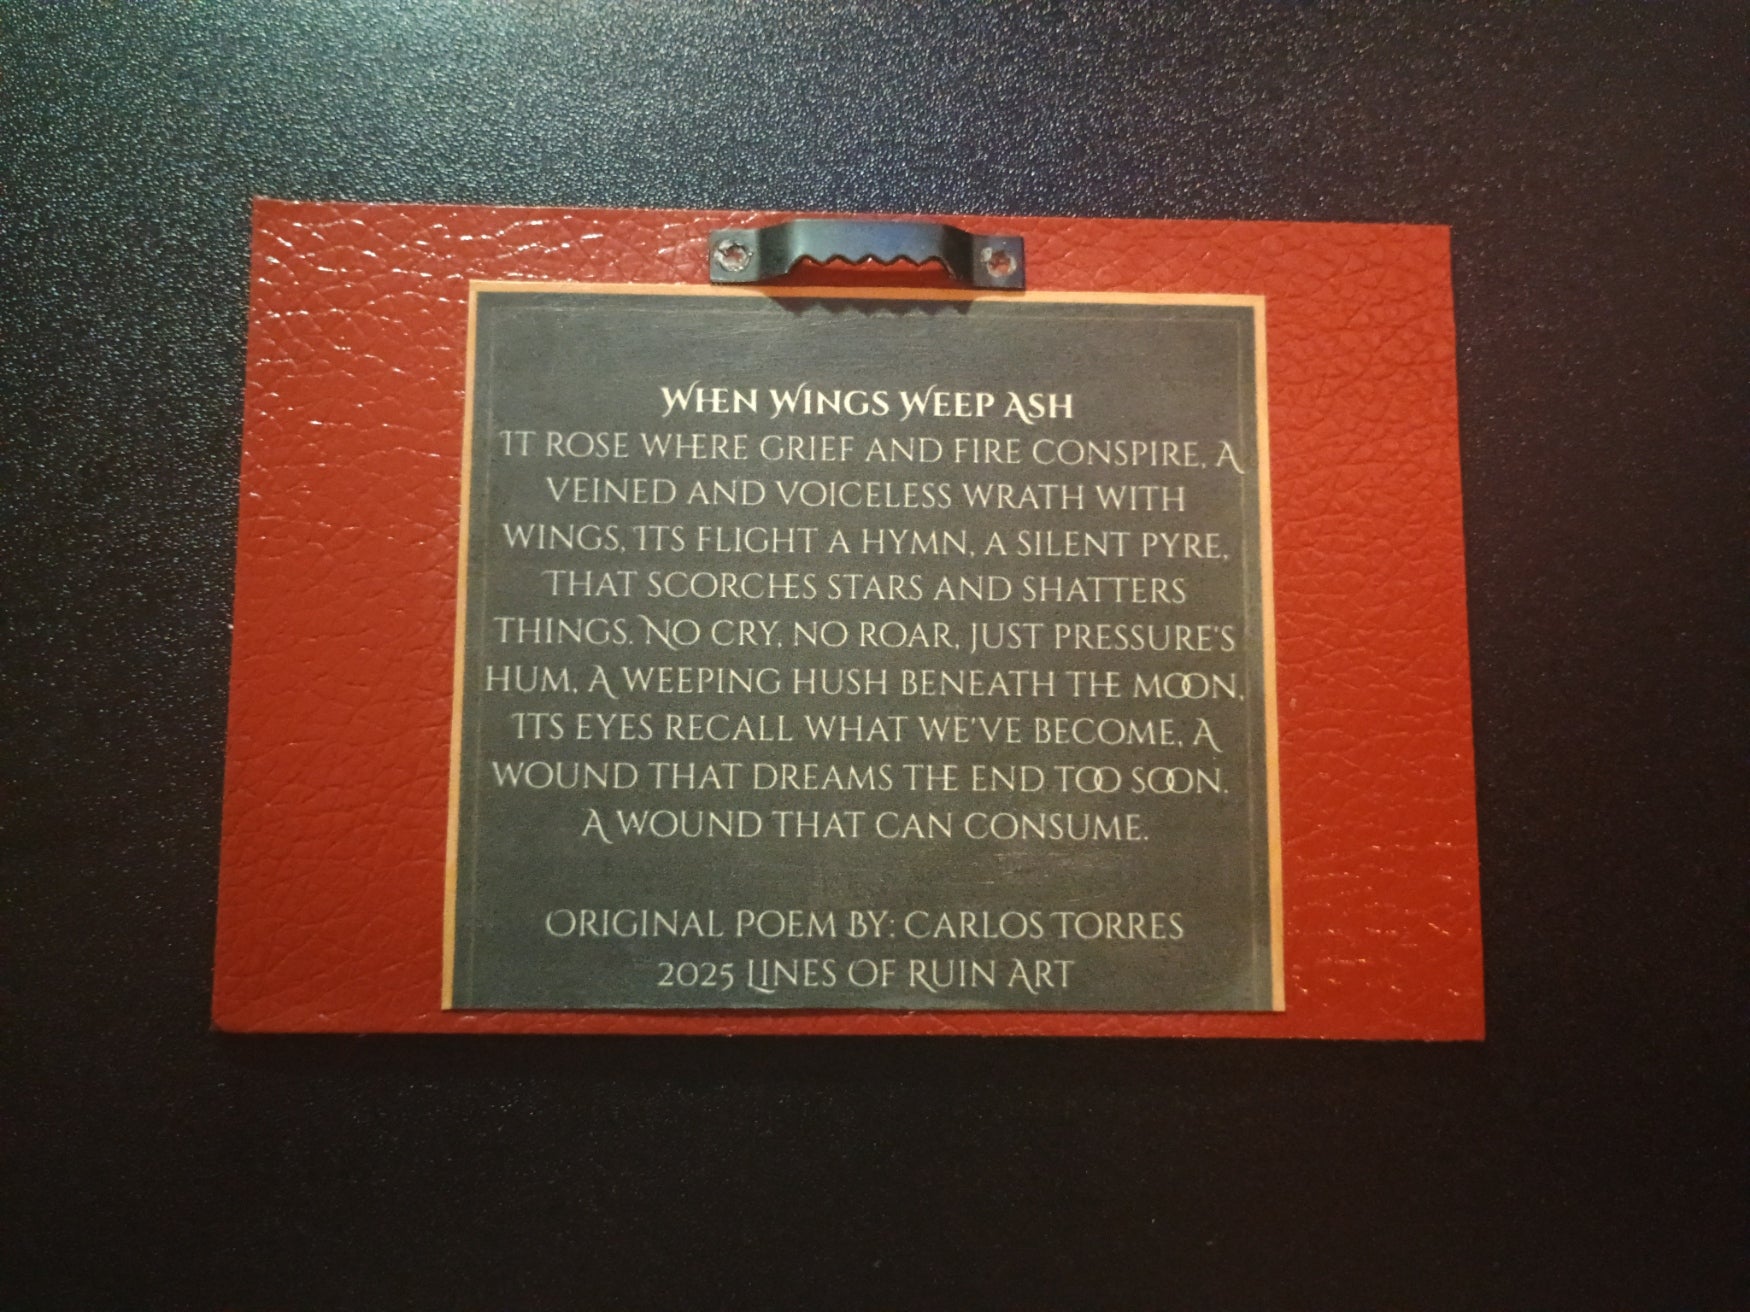 When Wings Weep Ash
It rose where grief and fire conspire, A
veined and voiceless wrath with
wings, Its flight a hymn, a silent pyre,
That scorches stars and shatters
things. No cry, no roar, just pressure's
hum, A weeping hush beneath the moon,
Its eyes recall what we've become, A
wound that dreams the end too soon.
A wound that can consume.
Original Poem By: Carlos Torres
2025 Lines Of Ruin Art